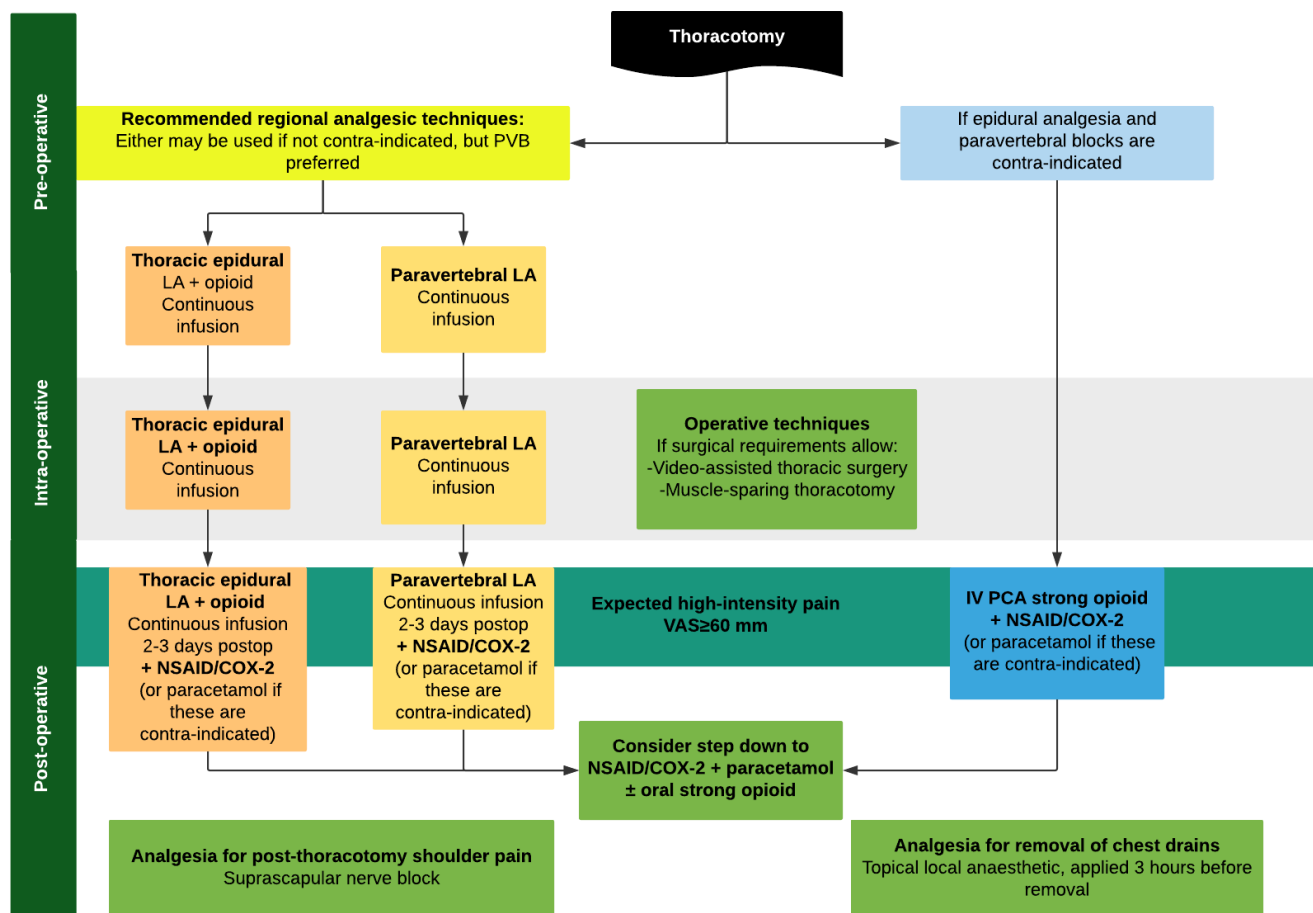 Thoracotomy
Pre-operative
Recommended regional analgesic techniques:
Either may be used if not contra-indicated, but PVB
preferred
If epidural analgesia and
paravertebral blocks are
contra-indicated
Thoracic epidural
LA + opioid
Continuous
infusion
Paravertebral LA
Continuous
infusion
Intra-operative
Thoracic epidural
LA + opioid
Continuous
infusion
Paravertebral LA
Continuous
infusion
Operative techniques
If surgical requirements allow:
-Video-assisted thoracic surgery
-Muscle-sparing thoracotomy
Post-operative
Thoracic epidural
LA + opioid
Continuous infusion
2-3 days postop
+ NSAID/COX-2
(or paracetamol if
these are
contra-indicated)
Paravertebral LA
Continuous infusion
2-3 days postop
+ NSAID/COX-2
(or paracetamol if
these are
contra-indicated)
Expected high-intensity pain
VAS≥60 mm
IV PCA strong opioid
+ NSAID/COX-2
(or paracetamol if these
are contra-indicated)
Consider step down to
NSAID/COX-2 + paracetamol
± oral strong opioid
Analgesia for post-thoracotomy shoulder pain
Suprascapular nerve block
Analgesia for removal of chest drains
Topical local anaesthetic, applied 3 hours before
removal